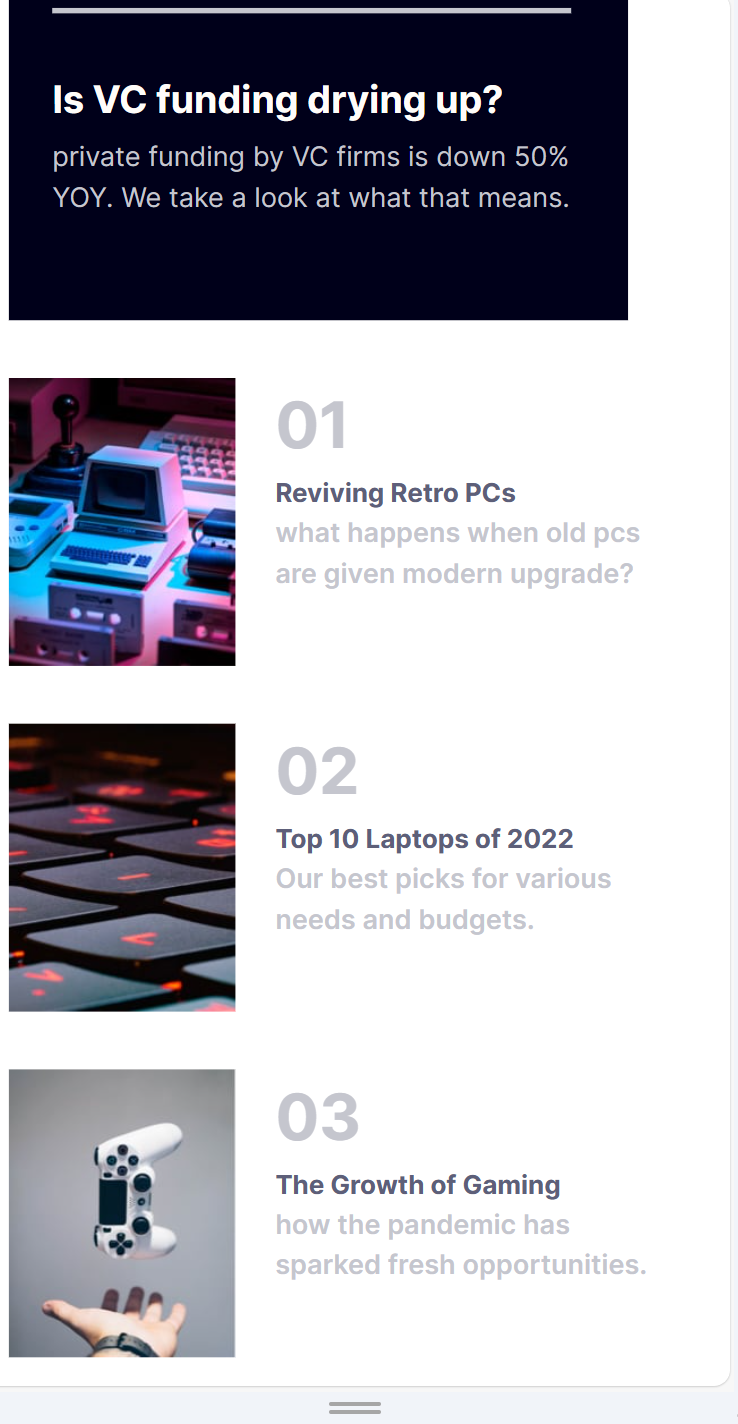 Is VC funding drying up?
private funding by VC firms is down 50%
YOY. We take a look at what that means.
01
Reviving Retro PCs
what happens when old pcs
are given modern upgrade?
02
Top 10 Laptops of 2022
Our best picks for various
needs and budgets.
03
The Growth of Gaming
how the pandemic has
sparked fresh opportunities.